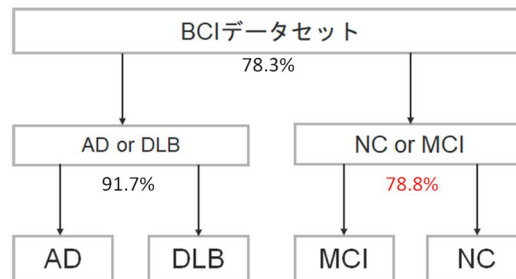 BCIデータセット
78.3%
AD or DLB
NC or MCI
91.7%
78.8%
AD
DLB
MCI
NC